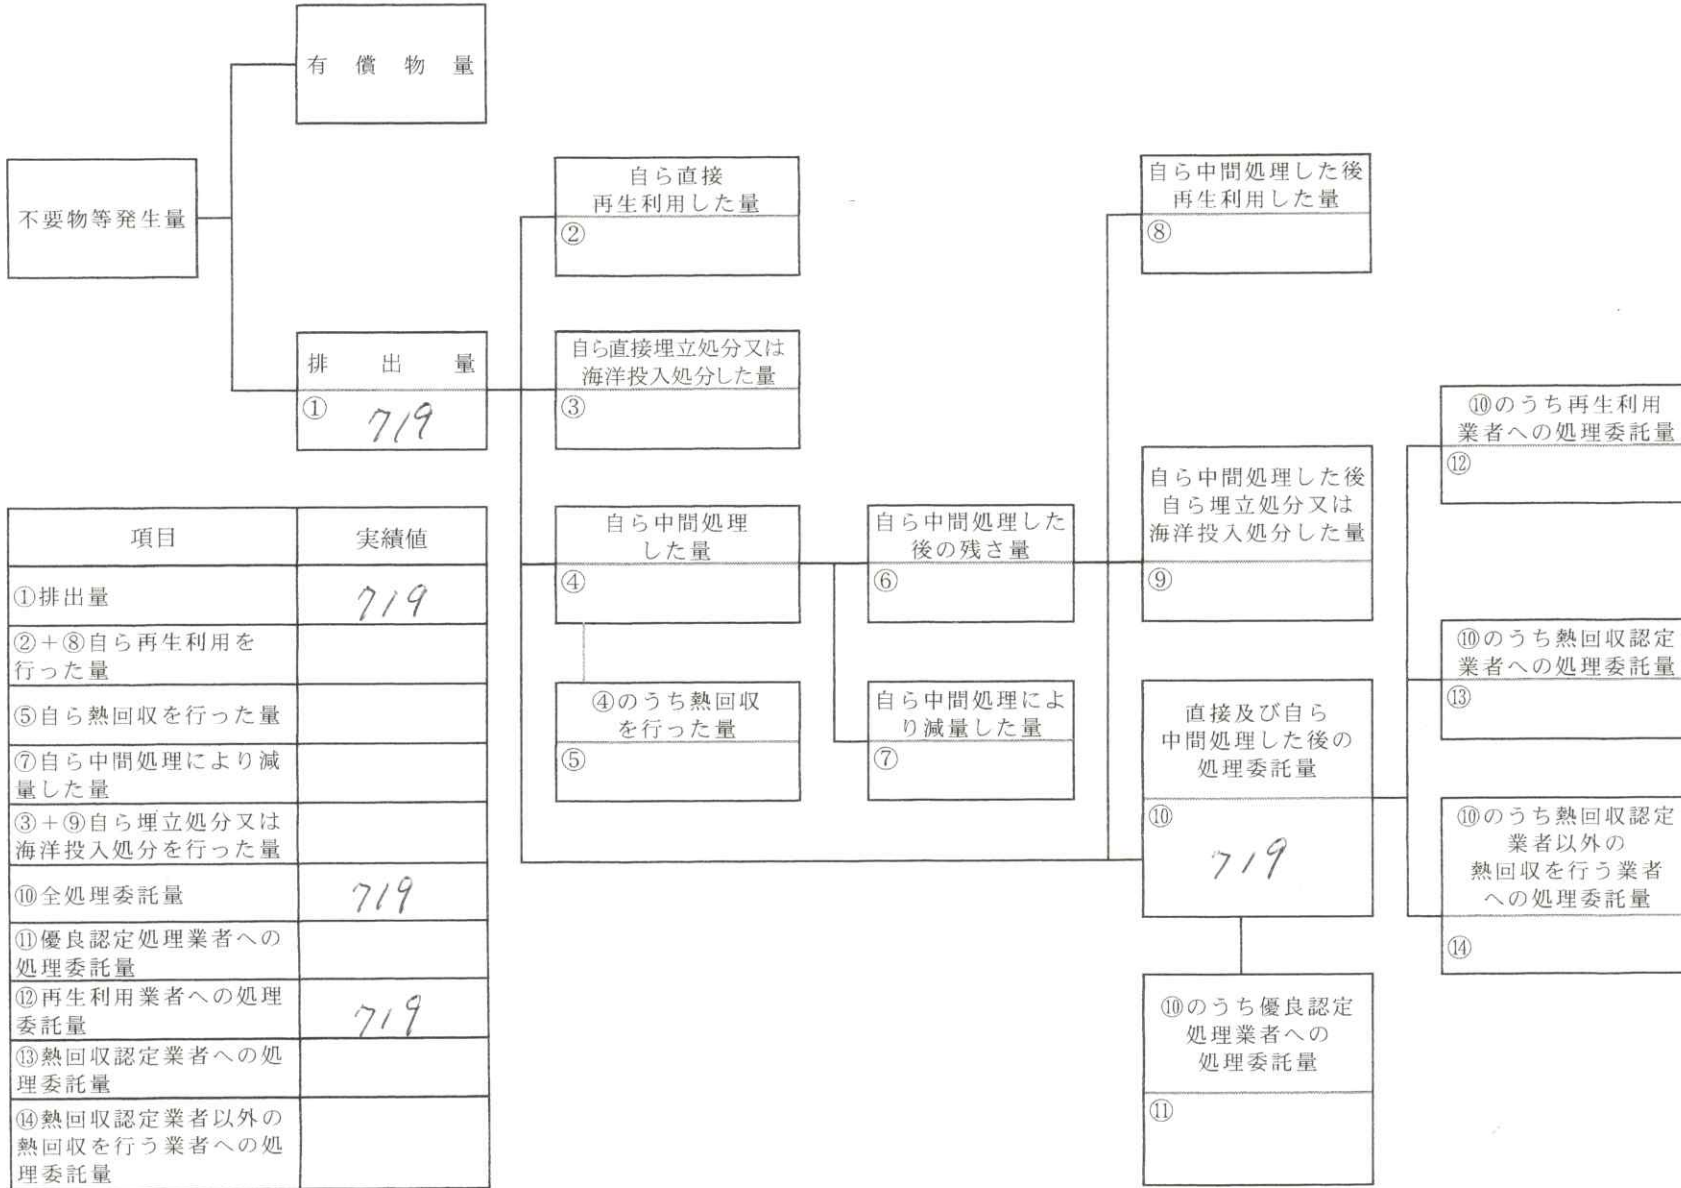 有償物量
不要物等発生量
排出量
① 719
自ら直接
再生利用した量
②
自ら直接埋立処分又は
海洋投入処分した量
③
自ら中間処理
した量
④
④のうち熱回収
を行った量
⑤
自ら中間処理した
後の残さ量
⑥
自ら中間処理によ
り減量した量
⑦
自ら中間処理した後
再生利用した量
⑧
自ら中間処理した後
自ら埋立処分又は
海洋投入処分した量
⑨
直接及び自ら
中間処理した後の
処理委託量
⑩
719
⑩のうち優良認定
処理業者への
処理委託量
⑪
⑩のうち再生利用
業者への処理委託量
⑫
⑩のうち熱回収認定
業者への処理委託量
⑬
⑩のうち熱回収認定
業者以外の
熱回収を行う業者
への処理委託量
⑭
項目 実績値
①排出量 719
②+⑧自ら再生利用を
行った量
⑤自ら熱回収を行った量
⑦自ら中間処理により減
量した量
③+⑨自ら埋立処分又は
海洋投入処分を行った量
⑩全処理委託量 719
⑪優良認定処理業者への
処理委託量
⑫再生利用業者への処理
委託量 719
⑬熱回収認定業者への処
理委託量
⑭熱回収認定業者以外の
熱回収を行う業者への処
理委託量